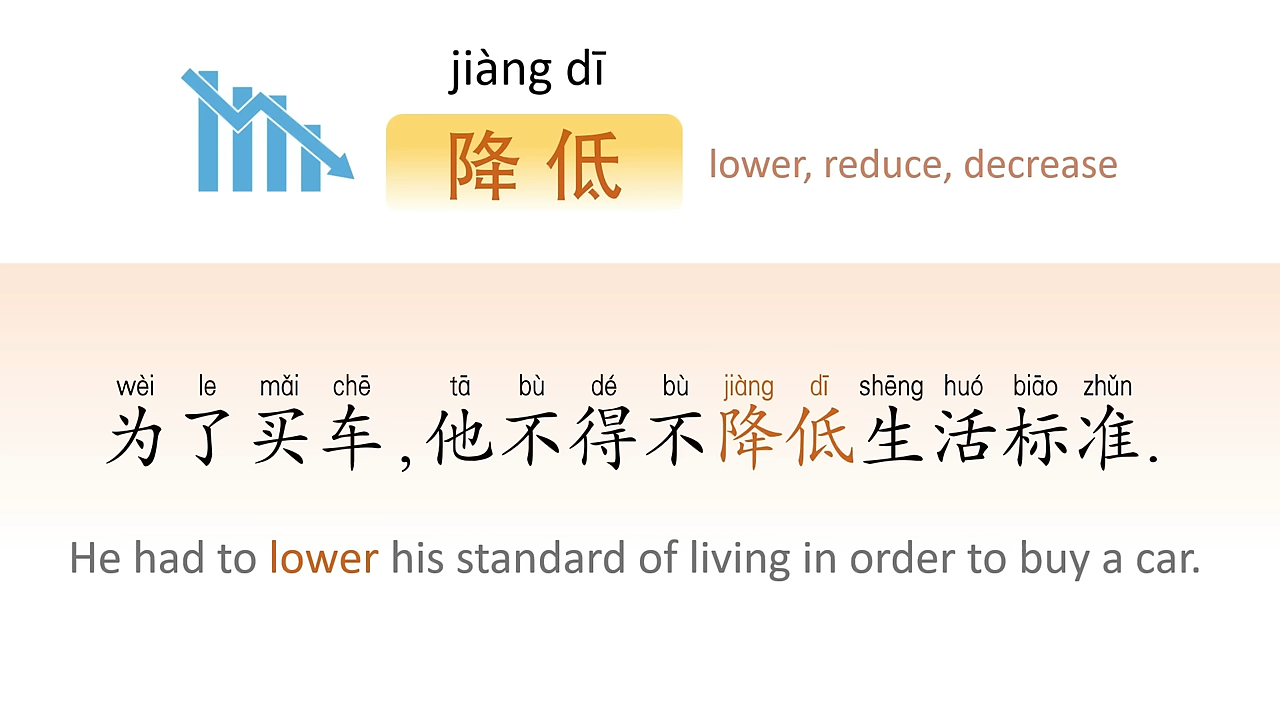 jiàng dī
降低
lower, reduce, decrease
wèi le mǎi chē tā bù dé bù jiàng dī shēng huó biāo zhǔn
为了买车,他不得不降低生活标准.
He had to lower his standard of living in order to buy a car.